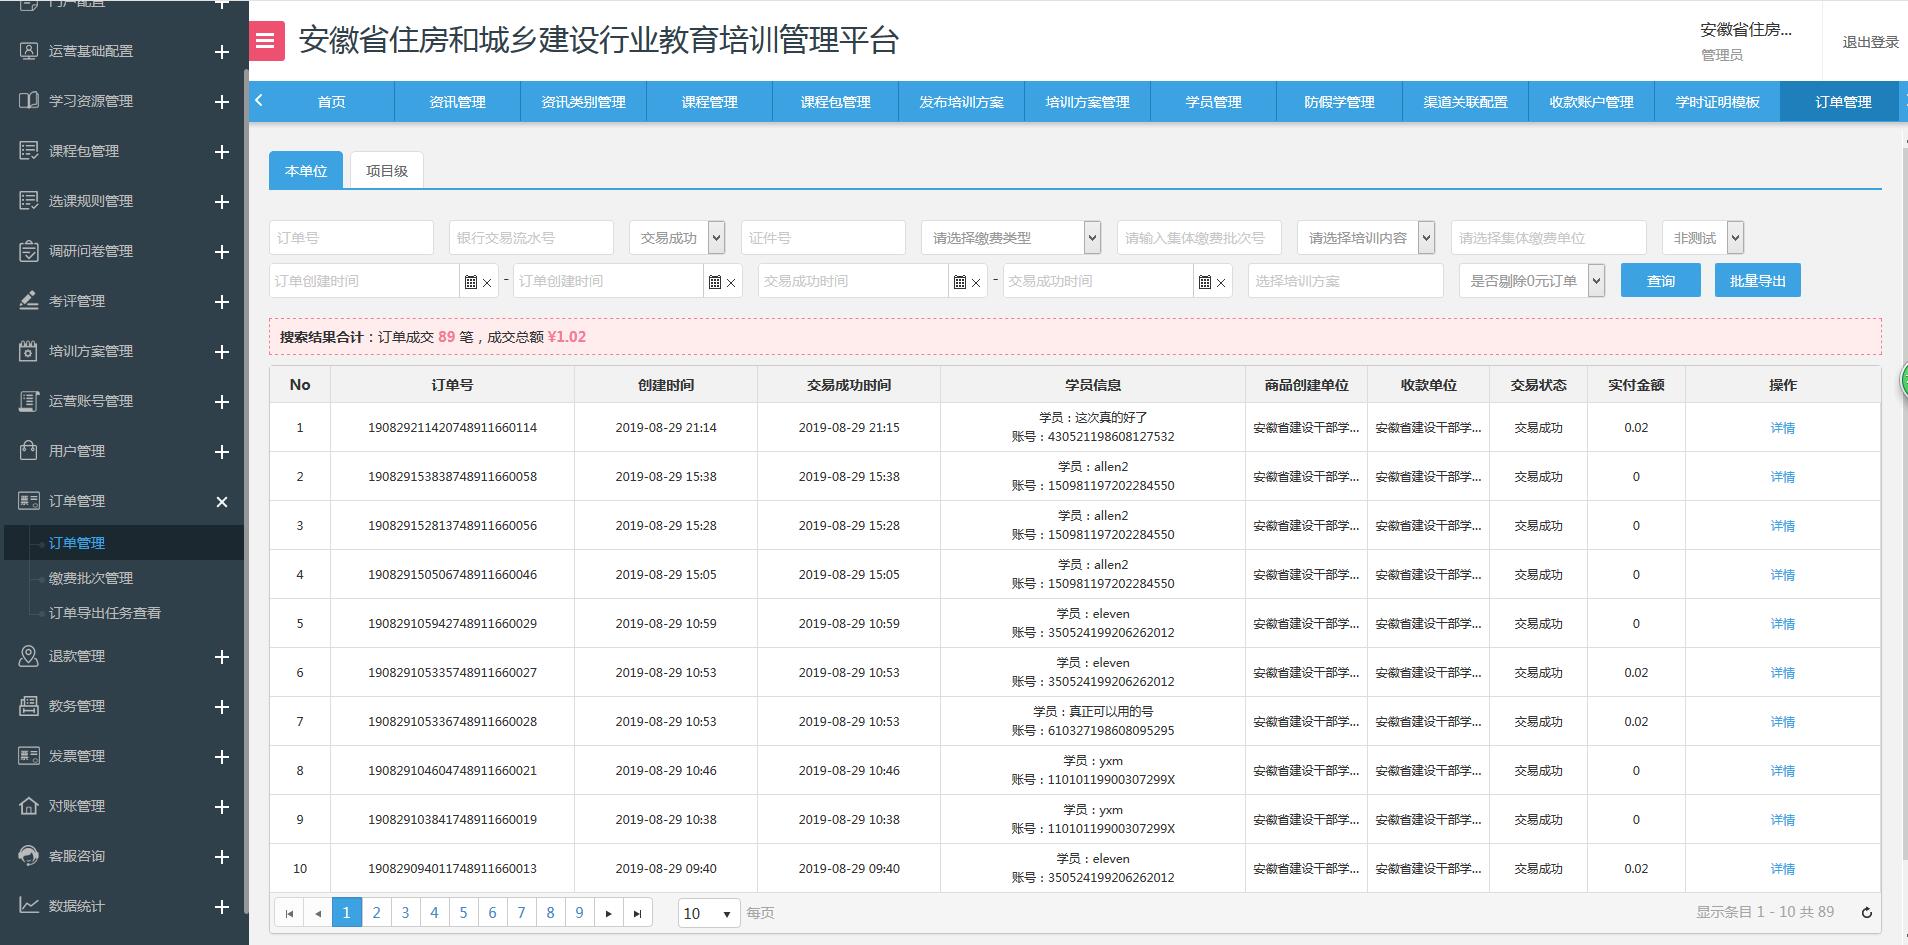 门户配置
运营基础配置
学习资源管理
课程包管理
选课规则管理
调研问卷管理
考评管理
培训方案管理
运营账号管理
用户管理
订单管理
订单管理
缴费批次管理
订单导出任务查看
退款管理
教务管理
发票管理
对账管理
客服咨询
数据统计
安徽省住房和城乡建设行业教育培训管理平台
安徽省住房...
管理员
退出登录
首页 资讯管理 资讯类别管理 课程管理 课程包管理 发布培训方案 培训方案管理 学员管理 防假学管理 渠道关联配置 收款账户管理 学时证明模板 订单管理
本单位 项目级
订单号 银行交易流水号 交易成功 证件号 请选择缴费类型 请输入集体缴费批次号 请选择培训内容 请选择集体缴费单位 非测试
订单创建时间 - 订单创建时间 交易成功时间 - 交易成功时间 选择培训方案 是否剔除0元订单 查询 批量导出
搜索结果合计：订单成交 89 笔，成交总额 ¥1.02
No 订单号 创建时间 交易成功时间 学员信息 商品创建单位 收款单位 交易状态 实付金额 操作
1 190829211420748911660114 2019-08-29 21:14 2019-08-29 21:15 学员：这次真的好了 账号：430521198608127532 安徽省建设干部学... 安徽省建设干部学... 交易成功 0.02 详情
2 190829153838748911660058 2019-08-29 15:38 2019-08-29 15:38 学员：allen2 账号：150981197202284550 安徽省建设干部学... 安徽省建设干部学... 交易成功 0 详情
3 190829152813748911660056 2019-08-29 15:28 2019-08-29 15:28 学员：allen2 账号：150981197202284550 安徽省建设干部学... 安徽省建设干部学... 交易成功 0 详情
4 190829150506748911660046 2019-08-29 15:05 2019-08-29 15:05 学员：allen2 账号：150981197202284550 安徽省建设干部学... 安徽省建设干部学... 交易成功 0 详情
5 190829105942748911660029 2019-08-29 10:59 2019-08-29 10:59 学员：eleven 账号：350524199206262012 安徽省建设干部学... 安徽省建设干部学... 交易成功 0 详情
6 190829105335748911660027 2019-08-29 10:53 2019-08-29 10:53 学员：eleven 账号：350524199206262012 安徽省建设干部学... 安徽省建设干部学... 交易成功 0.02 详情
7 190829105336748911660028 2019-08-29 10:53 2019-08-29 10:53 学员：真正可以用的号 账号：610327198608095295 安徽省建设干部学... 安徽省建设干部学... 交易成功 0.02 详情
8 190829104604748911660021 2019-08-29 10:46 2019-08-29 10:46 学员：yxm 账号：11010119900307299X 安徽省建设干部学... 安徽省建设干部学... 交易成功 0 详情
9 190829103841748911660019 2019-08-29 10:38 2019-08-29 10:38 学员：yxm 账号：11010119900307299X 安徽省建设干部学... 安徽省建设干部学... 交易成功 0 详情
10 190829094011748911660013 2019-08-29 09:40 2019-08-29 09:40 学员：eleven 账号：350524199206262012 安徽省建设干部学... 安徽省建设干部学... 交易成功 0.02 详情
1 2 3 4 5 6 7 8 9 10 每页 显示条目 1 - 10 共 89